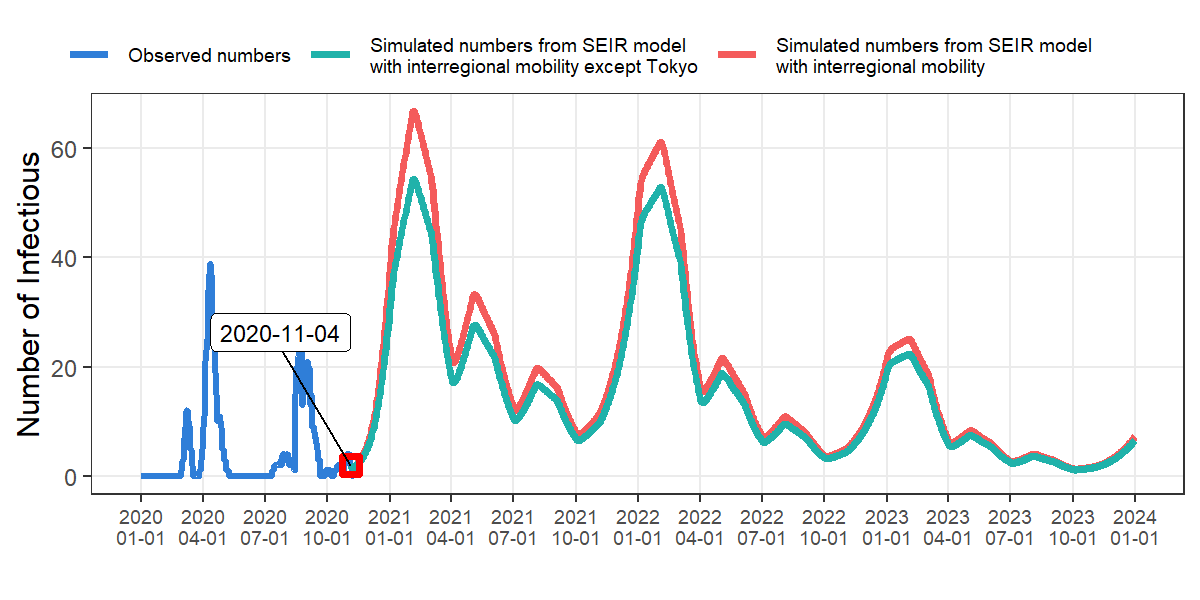 Observed numbers
Simulated numbers from SEIR model
with interregional mobility except Tokyo
Simulated numbers from SEIR model
with interregional mobility
Number of Infectious
60
40
20
0
2020-11-04
2020 2020 2020 2020 2021 2021 2021 2021 2022 2022 2022 2022 2023 2023 2023 2023 2024
01-01 04-01 07-01 10-01 01-01 04-01 07-01 10-01 01-01 04-01 07-01 10-01 01-01 04-01 07-01 10-01 01-01